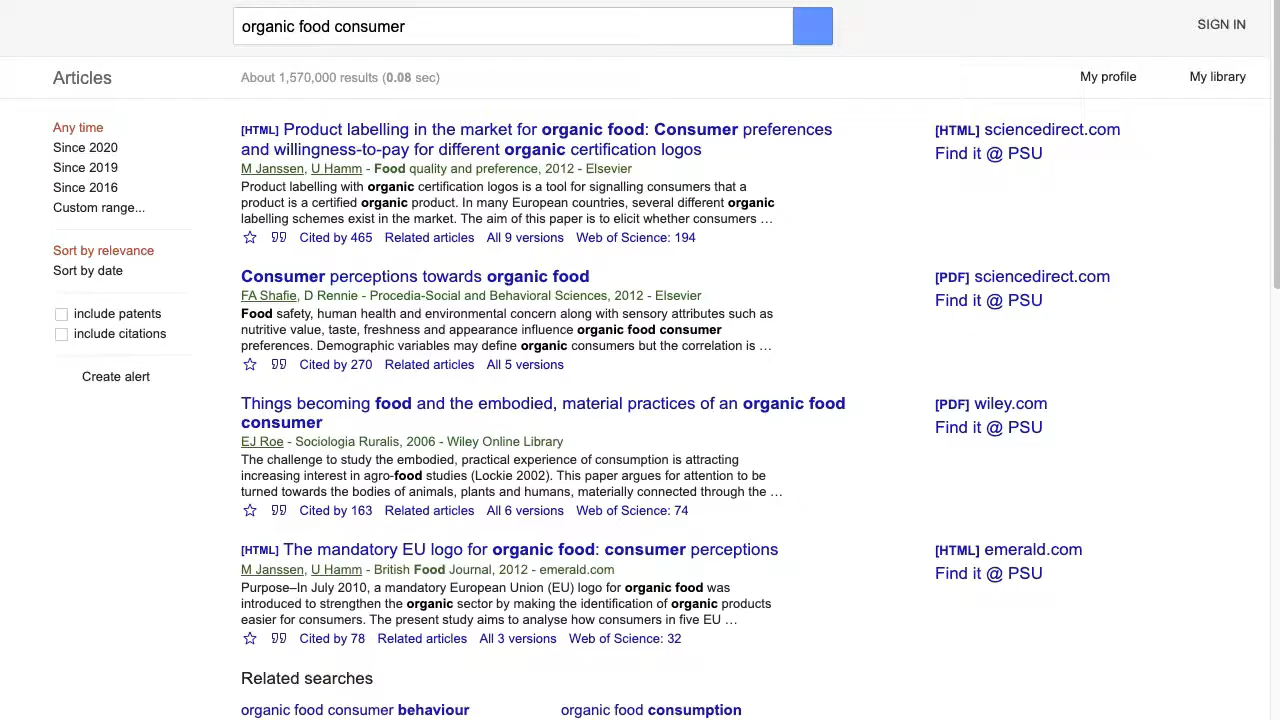 organic food consumer
SIGN IN
Articles
About 1,570,000 results (0.08 sec)
My profile
My library
Any time
Since 2020
Since 2019
Since 2016
Custom range...
Sort by relevance
Sort by date
include patents
include citations
Create alert
[HTML] Product labelling in the market for organic food: Consumer preferences
and willingness-to-pay for different organic certification logos
M Janssen, U Hamm - Food quality and preference, 2012 - Elsevier
Product labelling with organic certification logos is a tool for signalling consumers that a
product is a certified organic product. In many European countries, several different organic
labelling schemes exist in the market. The aim of this paper is to elicit whether consumers …
Cited by 465 Related articles All 9 versions Web of Science: 194
[HTML] sciencedirect.com
Find it @ PSU
Consumer perceptions towards organic food
FA Shafie, D Rennie - Procedia-Social and Behavioral Sciences, 2012 - Elsevier
Food safety, human health and environmental concern along with sensory attributes such as
nutritive value, taste, freshness and appearance influence organic food consumer
preferences. Demographic variables may define organic consumers but the correlation is …
Cited by 270 Related articles All 5 versions
[PDF] sciencedirect.com
Find it @ PSU
Things becoming food and the embodied, material practices of an organic food
consumer
EJ Roe - Sociologia Ruralis, 2006 - Wiley Online Library
The challenge to study the embodied, practical experience of consumption is attracting
increasing interest in agro-food studies (Lockie 2002). This paper argues for attention to be
turned towards the bodies of animals, plants and humans, materially connected through the …
Cited by 163 Related articles All 6 versions Web of Science: 74
[PDF] wiley.com
Find it @ PSU
[HTML] The mandatory EU logo for organic food: consumer perceptions
M Janssen, U Hamm - British Food Journal, 2012 - emerald.com
Purpose–In July 2010, a mandatory European Union (EU) logo for organic food was
introduced to strengthen the organic sector by making the identification of organic products
easier for consumers. The present study aims to analyse how consumers in five EU …
Cited by 78 Related articles All 3 versions Web of Science: 32
[HTML] emerald.com
Find it @ PSU
Related searches
organic food consumer behaviour
organic food consumption